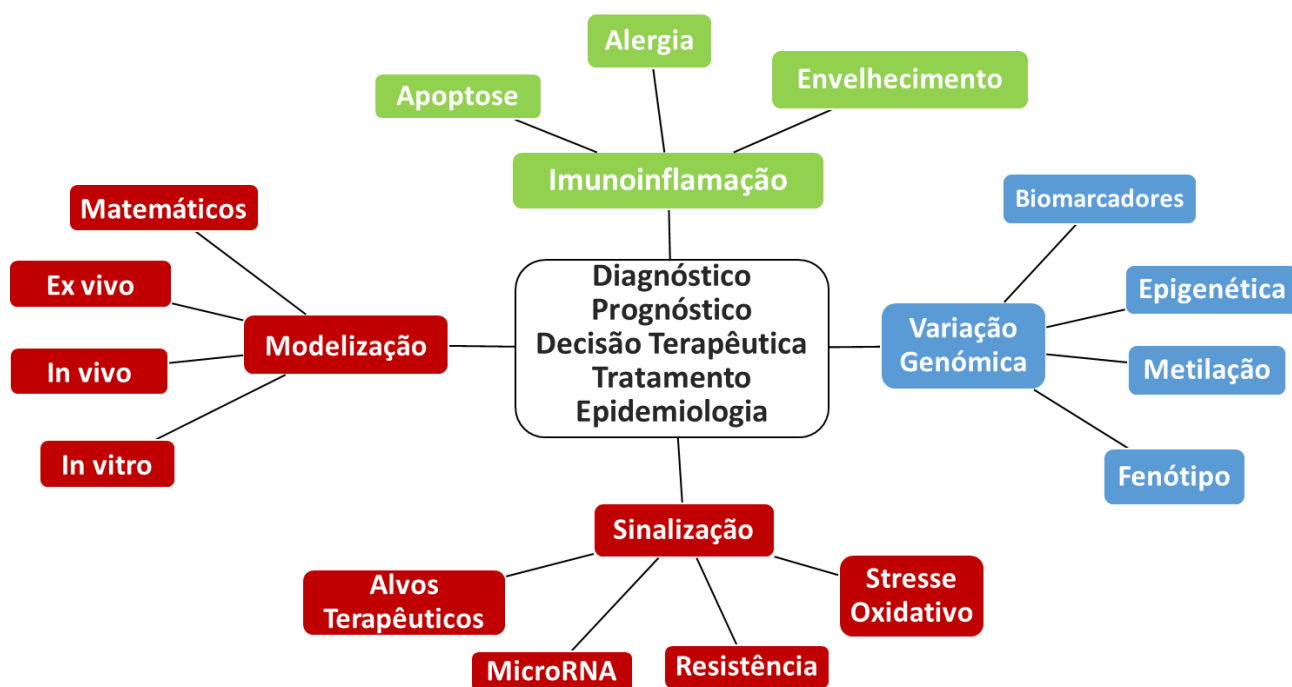 Alergia
Apoptose
Envelhecimento
Imunoinflamação
Matemáticos
Ex vivo
In vivo
In vitro
Modelização
Diagnóstico
Prognóstico
Decisão Terapêutica
Tratamento
Epidemiologia
Variação
Genómica
Biomarcadores
Epigenética
Metilação
Fenótipo
Sinalização
Alvos
Terapêuticos
MicroRNA
Resistência
Stresse
Oxidativo